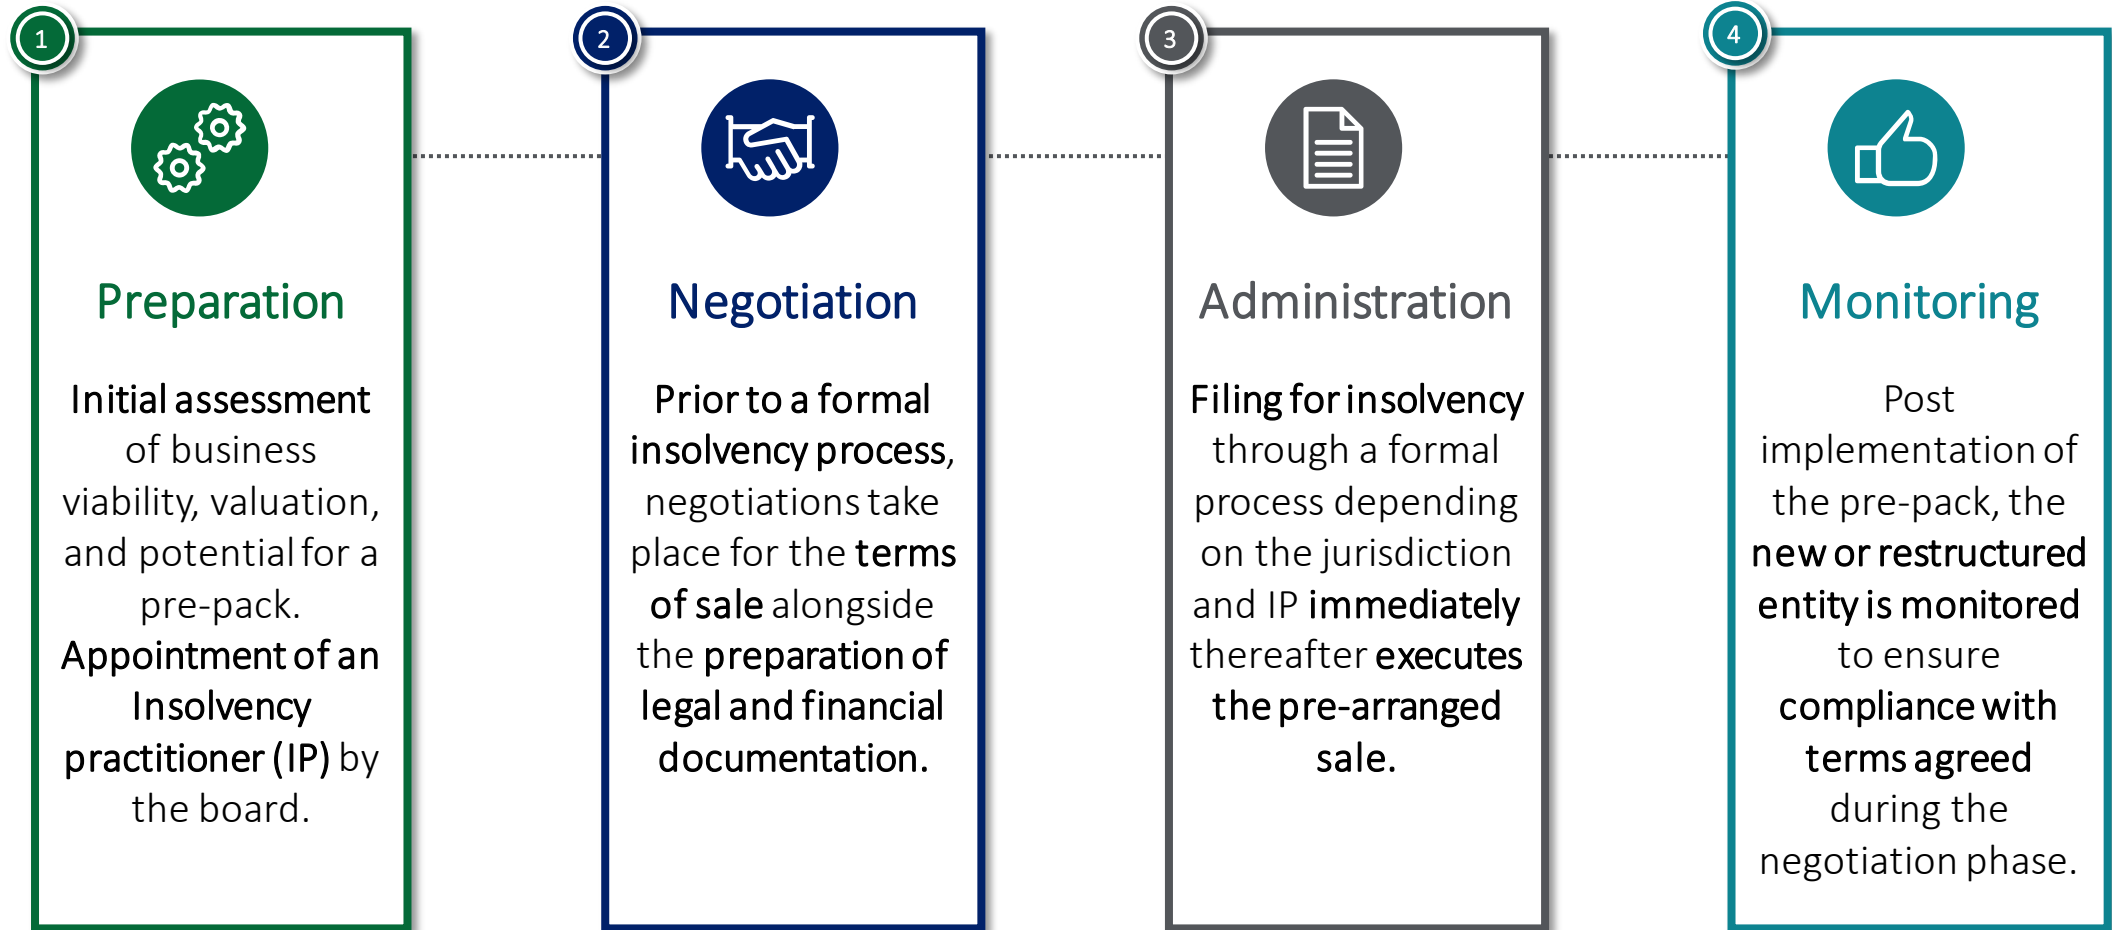 1
Preparation
Initial assessment
of business
viability, valuation,
and potential for a
pre-pack.
Appointment of an
Insolvency
practitioner (IP) by
the board.
2
Negotiation
Prior to a formal
insolvency process,
negotiations take
place for the terms
of sale alongside
the preparation of
legal and financial
documentation.
3
Administration
Filing for insolvency
through a formal
process depending
on the jurisdiction
and IP immediately
thereafter executes
the pre-arranged
sale.
4
Monitoring
Post
implementation of
the pre-pack, the
new or restructured
entity is monitored
to ensure
compliance with
terms agreed
during the
negotiation phase.